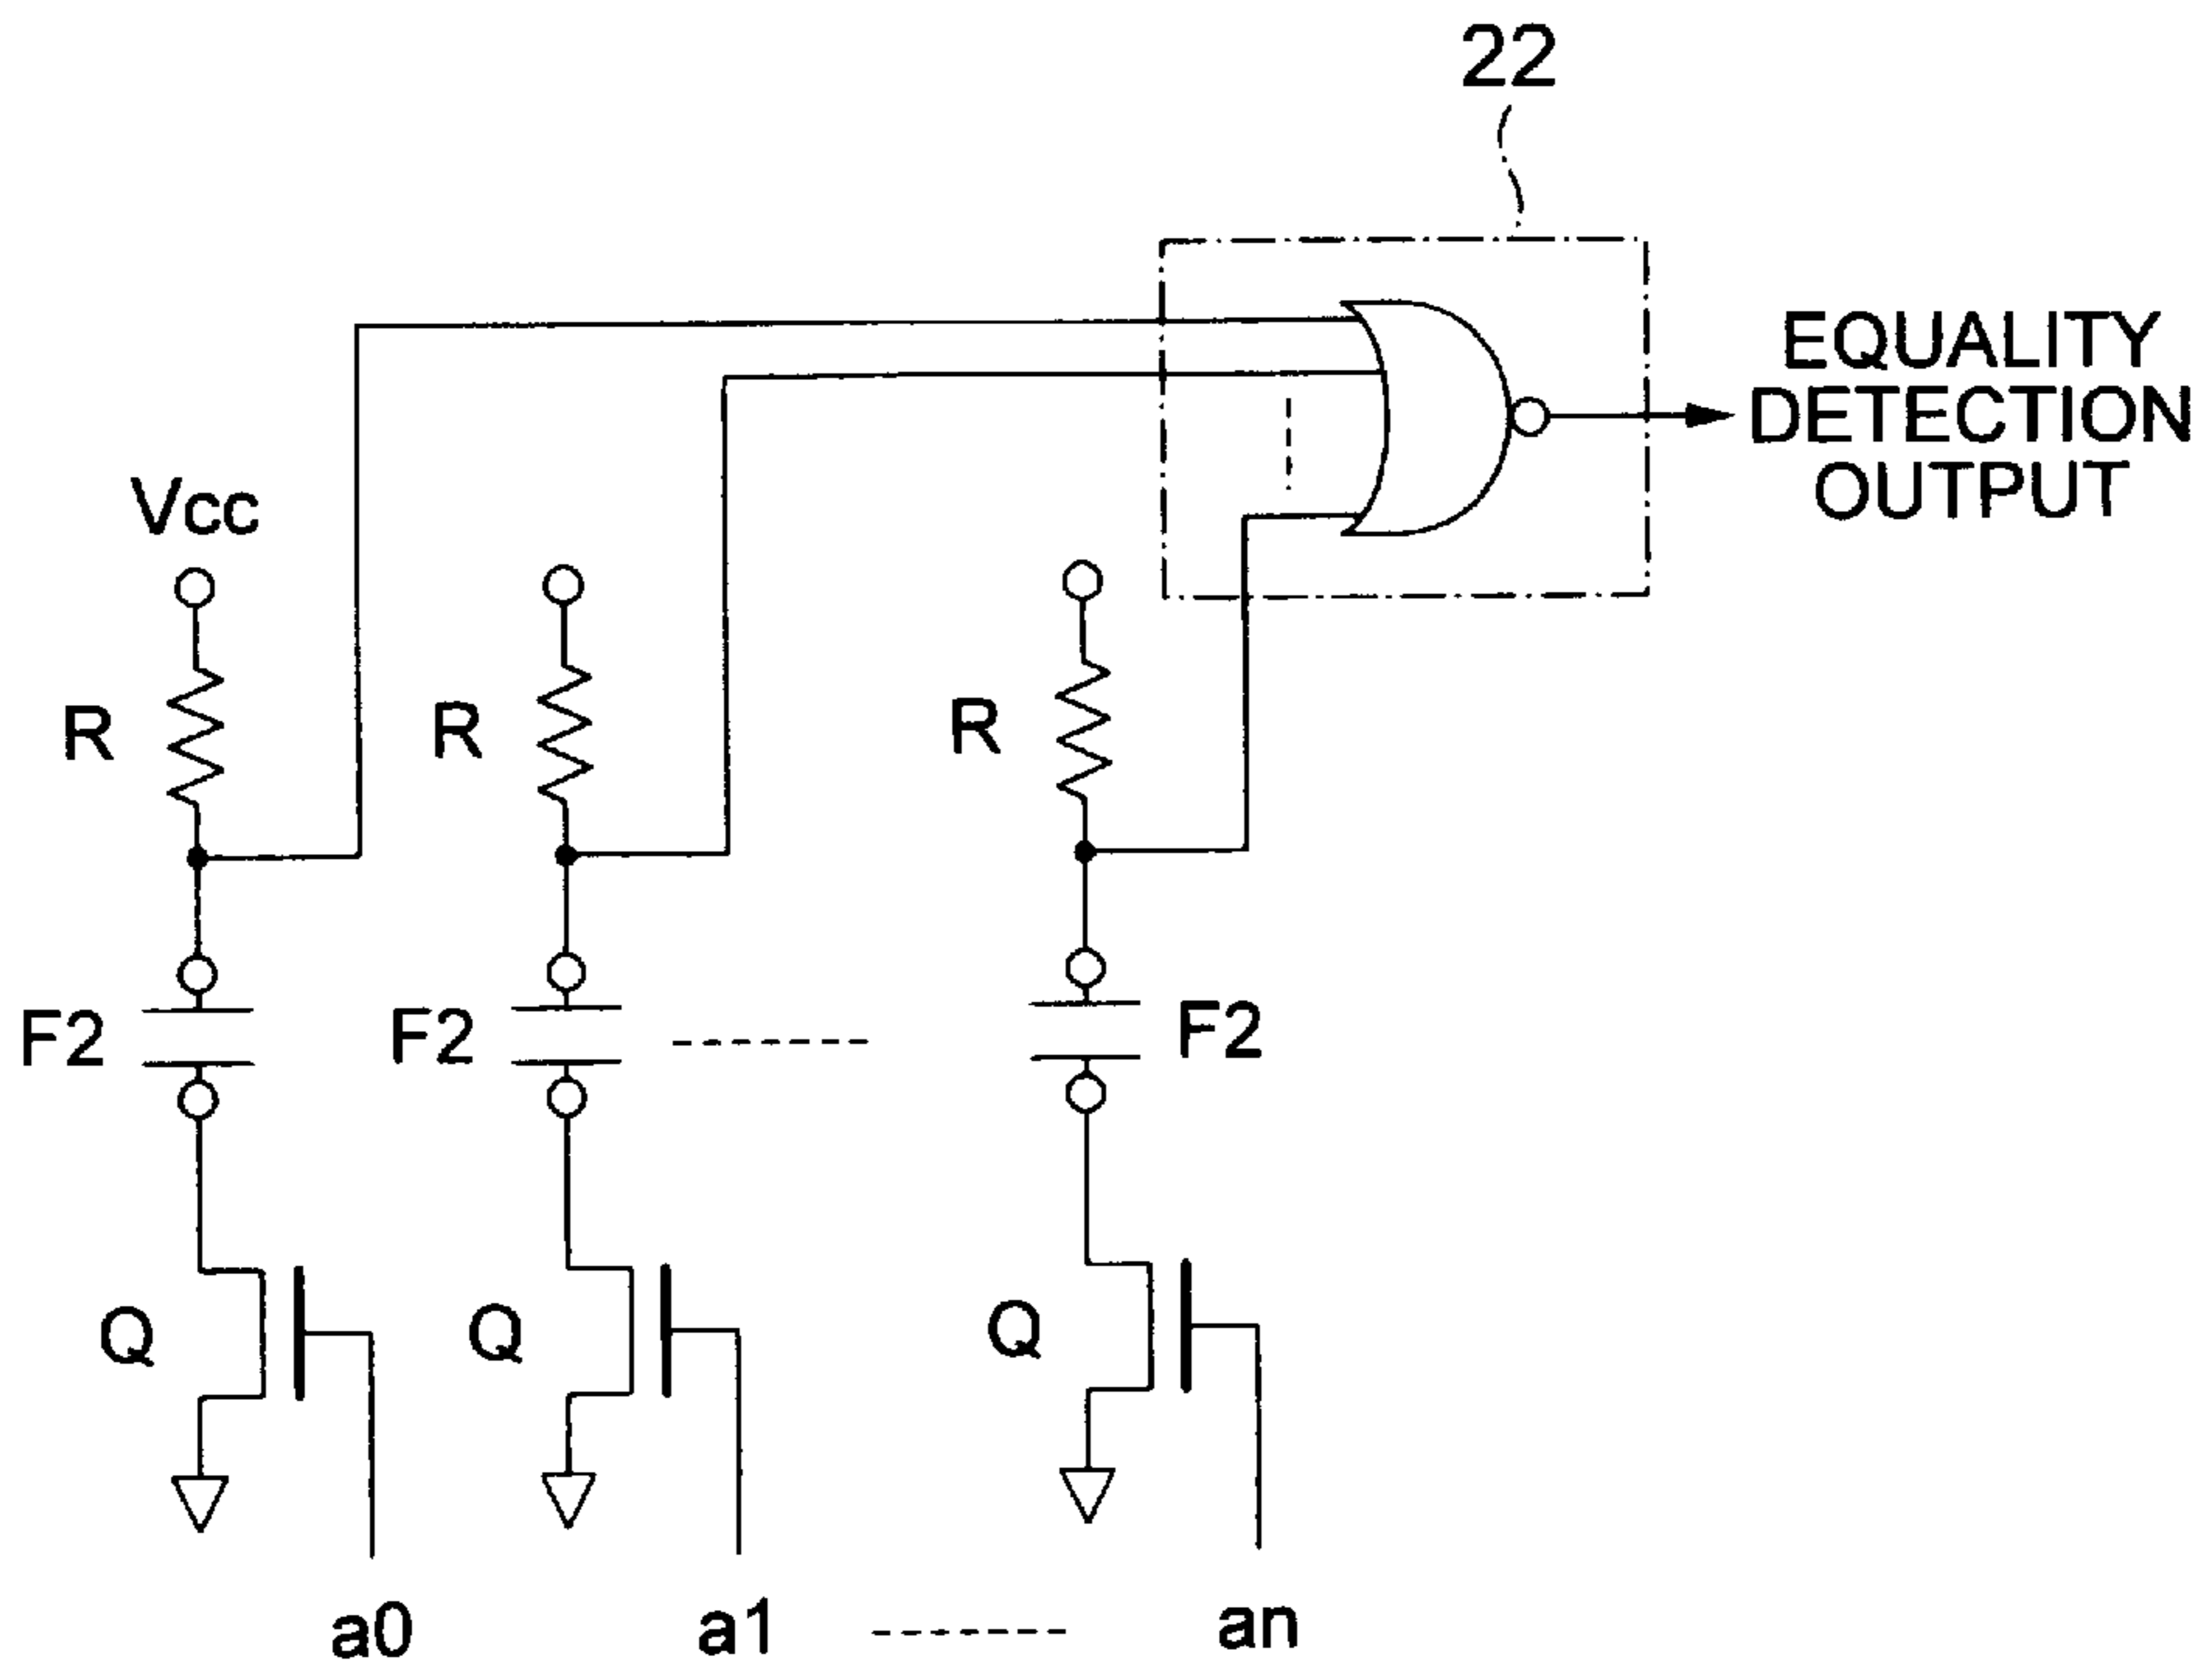 22
EQUALITY
DETECTION
OUTPUT
Vcc
R
R
R
F2
F2
F2
Q
Q
Q
a0
a1
an